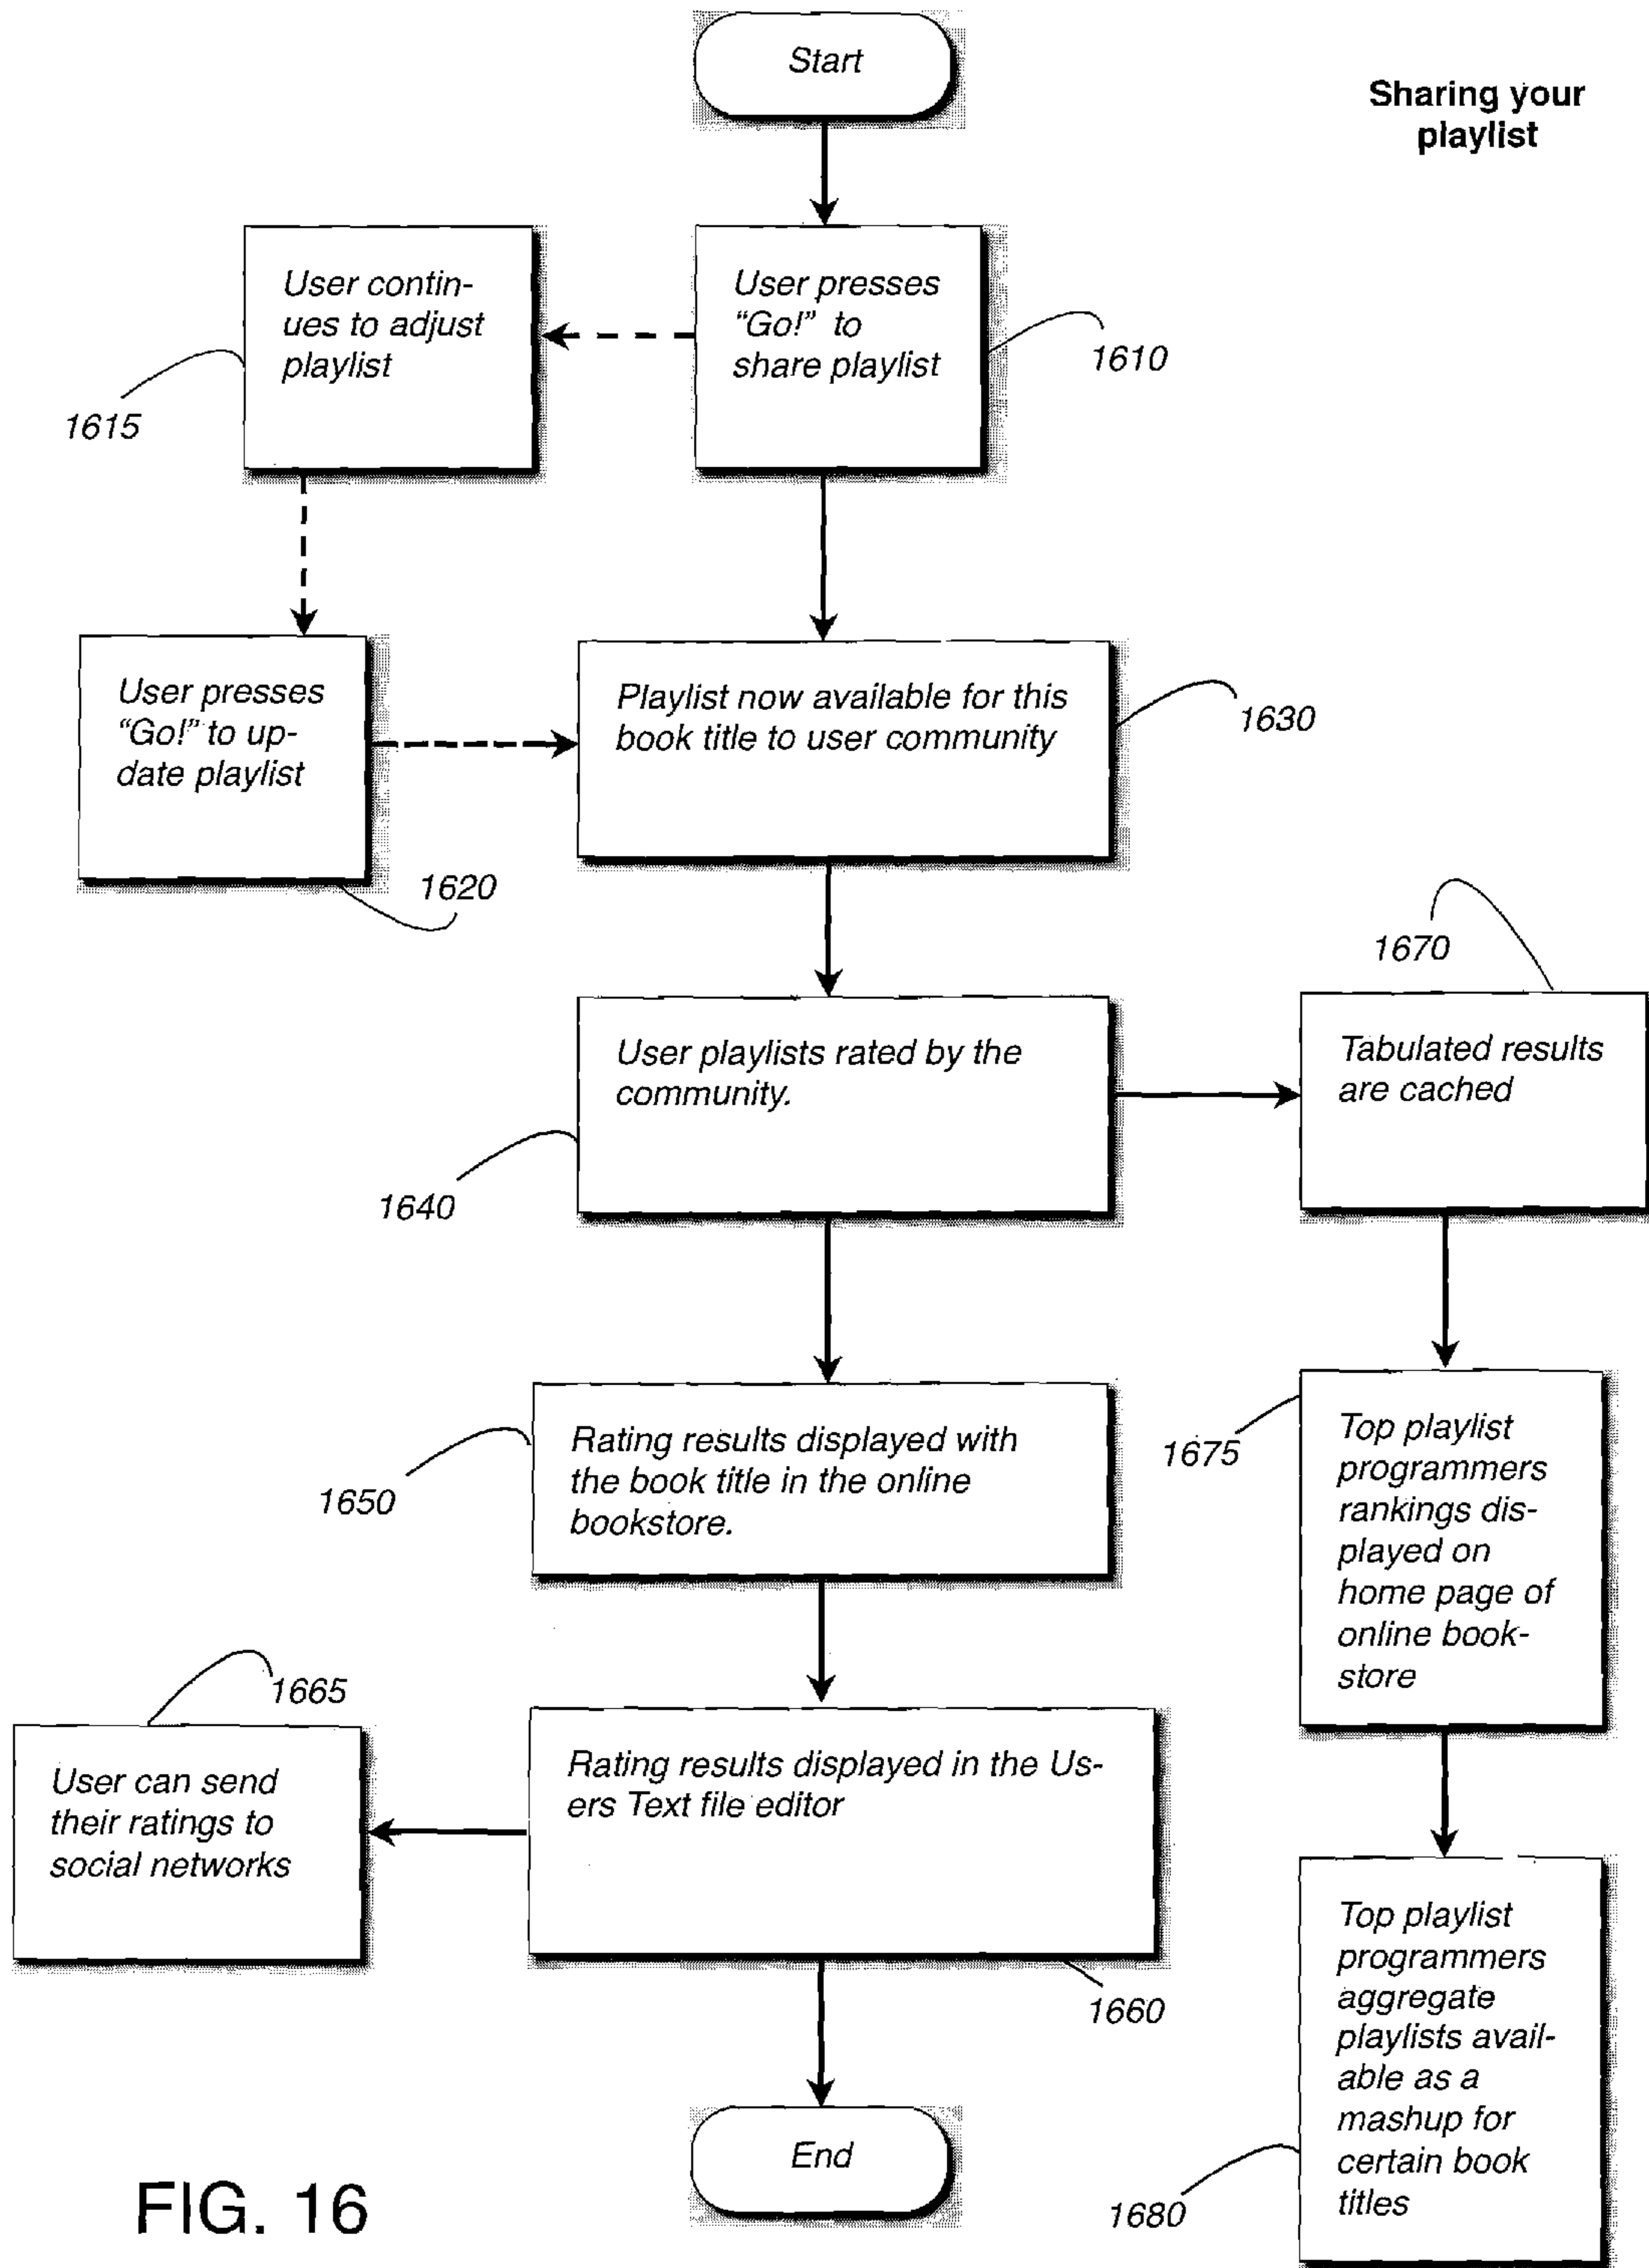 Start
Sharing your
playlist
User contin-
ues to adjust
playlist
User presses
“Go!” to
share playlist
1610
1615
User presses
“Go!” to up-
date playlist
Playlist now available for this
book title to user community
1630
1620
1670
User playlists rated by the
community.
Tabulated results
are cached
1640
Rating results displayed with
the book title in the online
bookstore.
1650
1675
Top playlist
programmers
rankings dis-
played on
home page of
online book-
store
1665
User can send
their ratings to
social networks
Rating results displayed in the Us-
ers Text file editor
1660
Top playlist
programmers
aggregate
playlists avail-
able as a
mashup for
certain book
titles
1680
End
FIG. 16